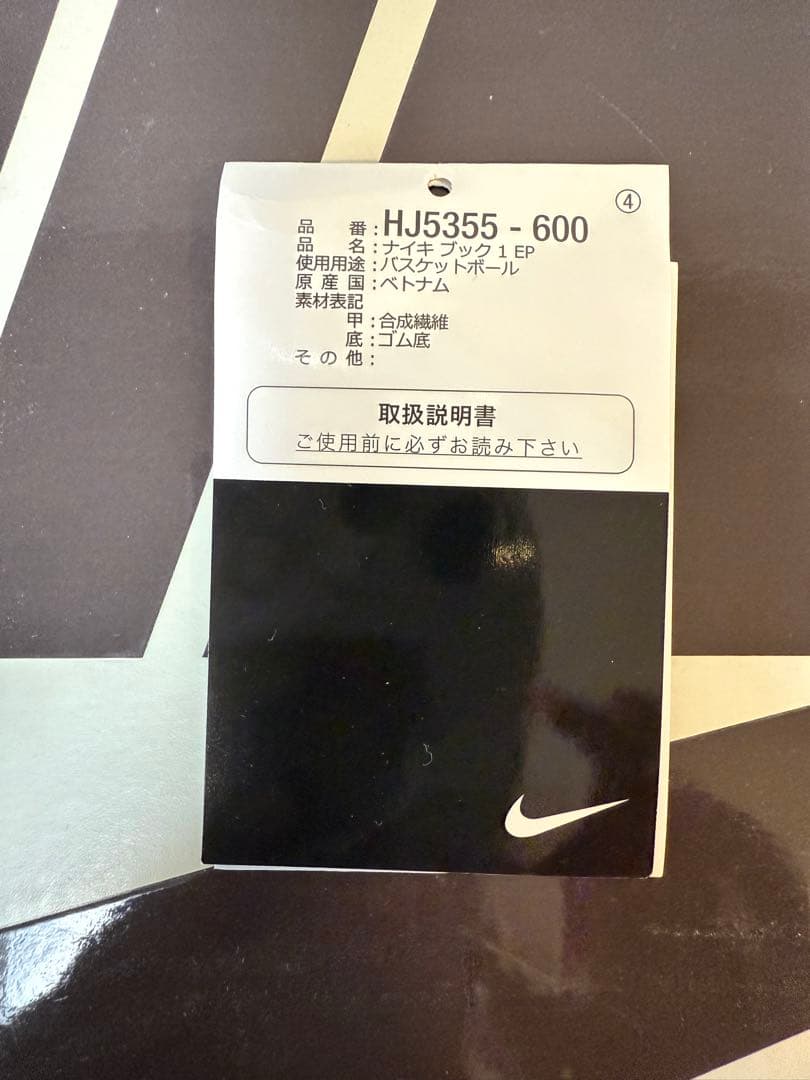 ④
品 番 : HJ5355 - 600
品 名 : ナイキ ブック 1 EP
使用用途 : バスケットボール
原 産 国 : ベトナム
素材表記
甲 : 合成繊維
底 : ゴム底
そ の 他 :
取扱説明書
ご使用前に必ずお読み下さい